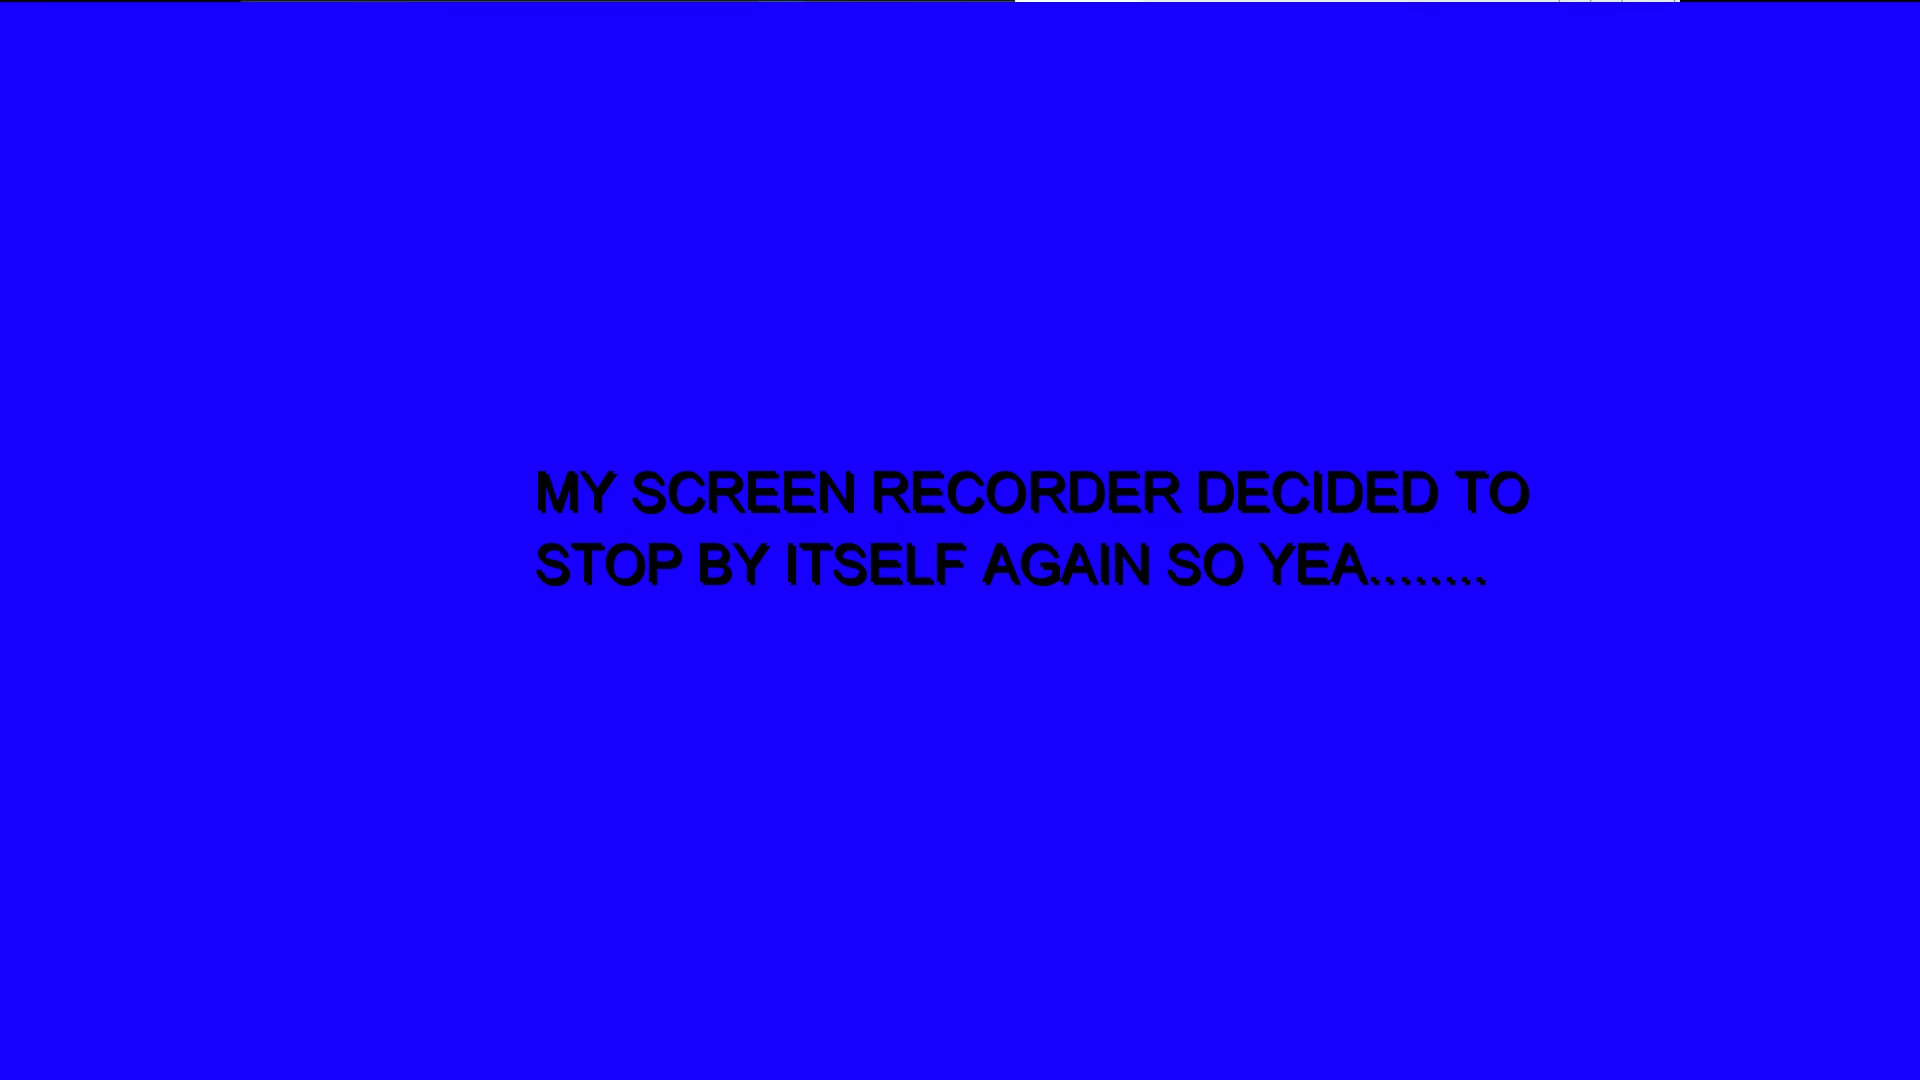 MY SCREEN RECORDER DECIDED TO
STOP BY ITSELF AGAIN SO YEA........